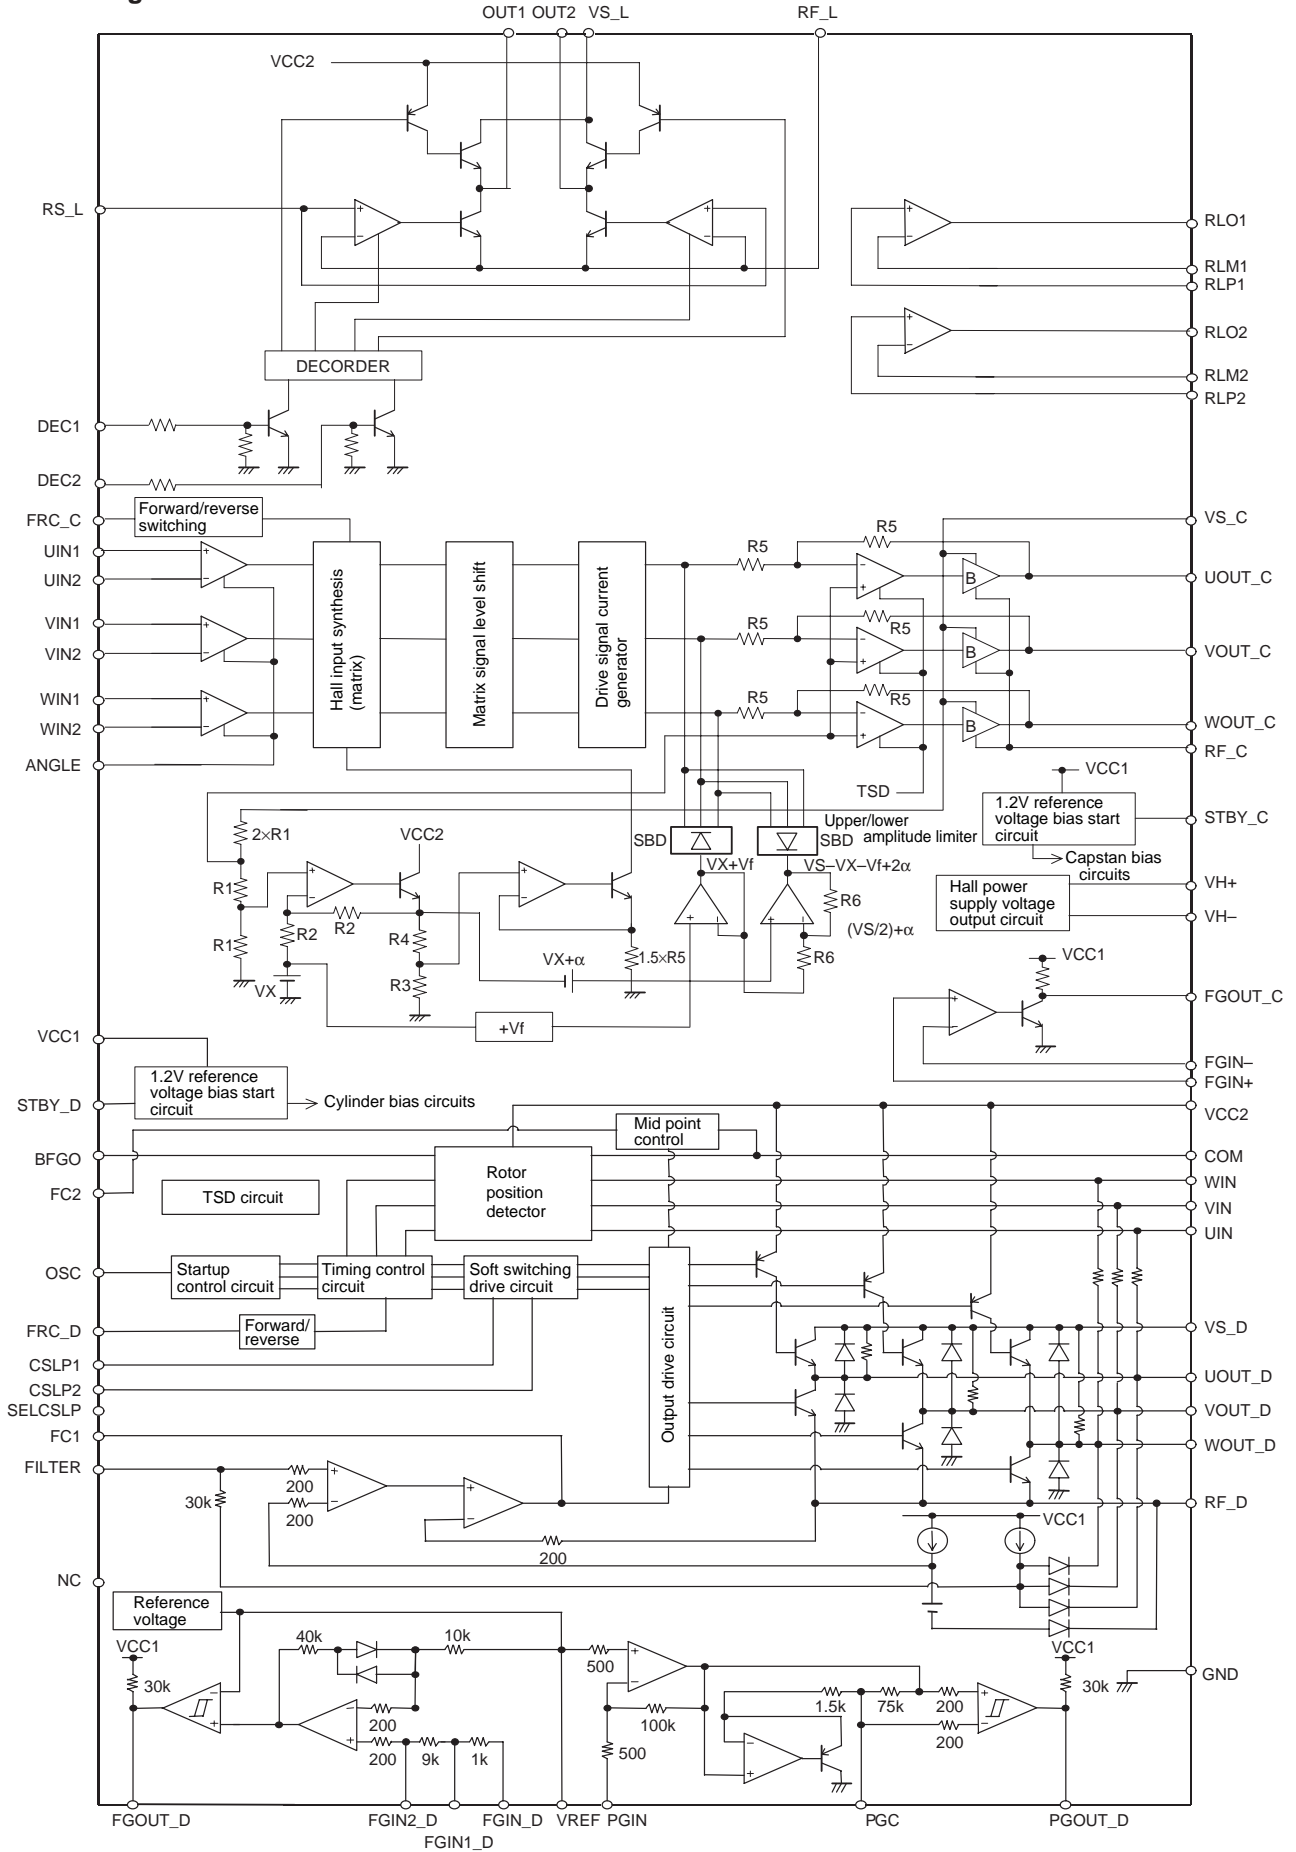 g
OUT1 OUT2 VS_L RF_L
VCC2
RS_L
RLO1
RLM1
RLP1
RLO2
RLM2
RLP2
DECORDER
DEC1
DEC2
FRC_C
Forward/reverse
switching
UIN1
UIN2
VIN1
VIN2
WIN1
WIN2
ANGLE
Hall input synthesis
(matrix)
Matrix signal level shift
Drive signal current
generator
R5
R5
R5
R5
R5
R5
B
B
B
VS_C
UOUT_C
VOUT_C
WOUT_C
RF_C
TSD
VCC1
1.2V reference
voltage bias start
circuit
STBY_C
Capstan bias
circuits
Upper/lower
amplitude limiter
SBD
SBD
VX+Vf
VS–VX–Vf+2α
2×R1
VCC2
R1
R1
R2
R2
R4
R3
VX
VX+α
1.5×R5
R6
(VS/2)+α
R6
+Vf
Hall power
supply voltage
output circuit
VH+
VH–
VCC1
FGOUT_C
FGIN–
FGIN+
VCC1
1.2V reference
voltage bias start
circuit
STBY_D
Cylinder bias circuits
VCC2
Mid point
control
BFGO
COM
FC2
TSD circuit
Rotor
position
detector
WIN
VIN
UIN
OSC
Startup
control circuit
Timing control
circuit
Soft switching
drive circuit
Output drive circuit
FRC_D
Forward/
reverse
CSLP1
CSLP2
SELCSLP
FC1
FILTER
VS_D
UOUT_D
VOUT_D
WOUT_D
RF_D
200
200
30k
200
VCC1
NC
Reference
voltage
VCC1
30k
40k
10k
200
200
9k
1k
500
100k
500
1.5k
75k
200
200
VCC1
30k
GND
FGOUT_D
FGIN2_D
FGIN1_D
FGIN_D
VREF PGIN
PGC
PGOUT_D